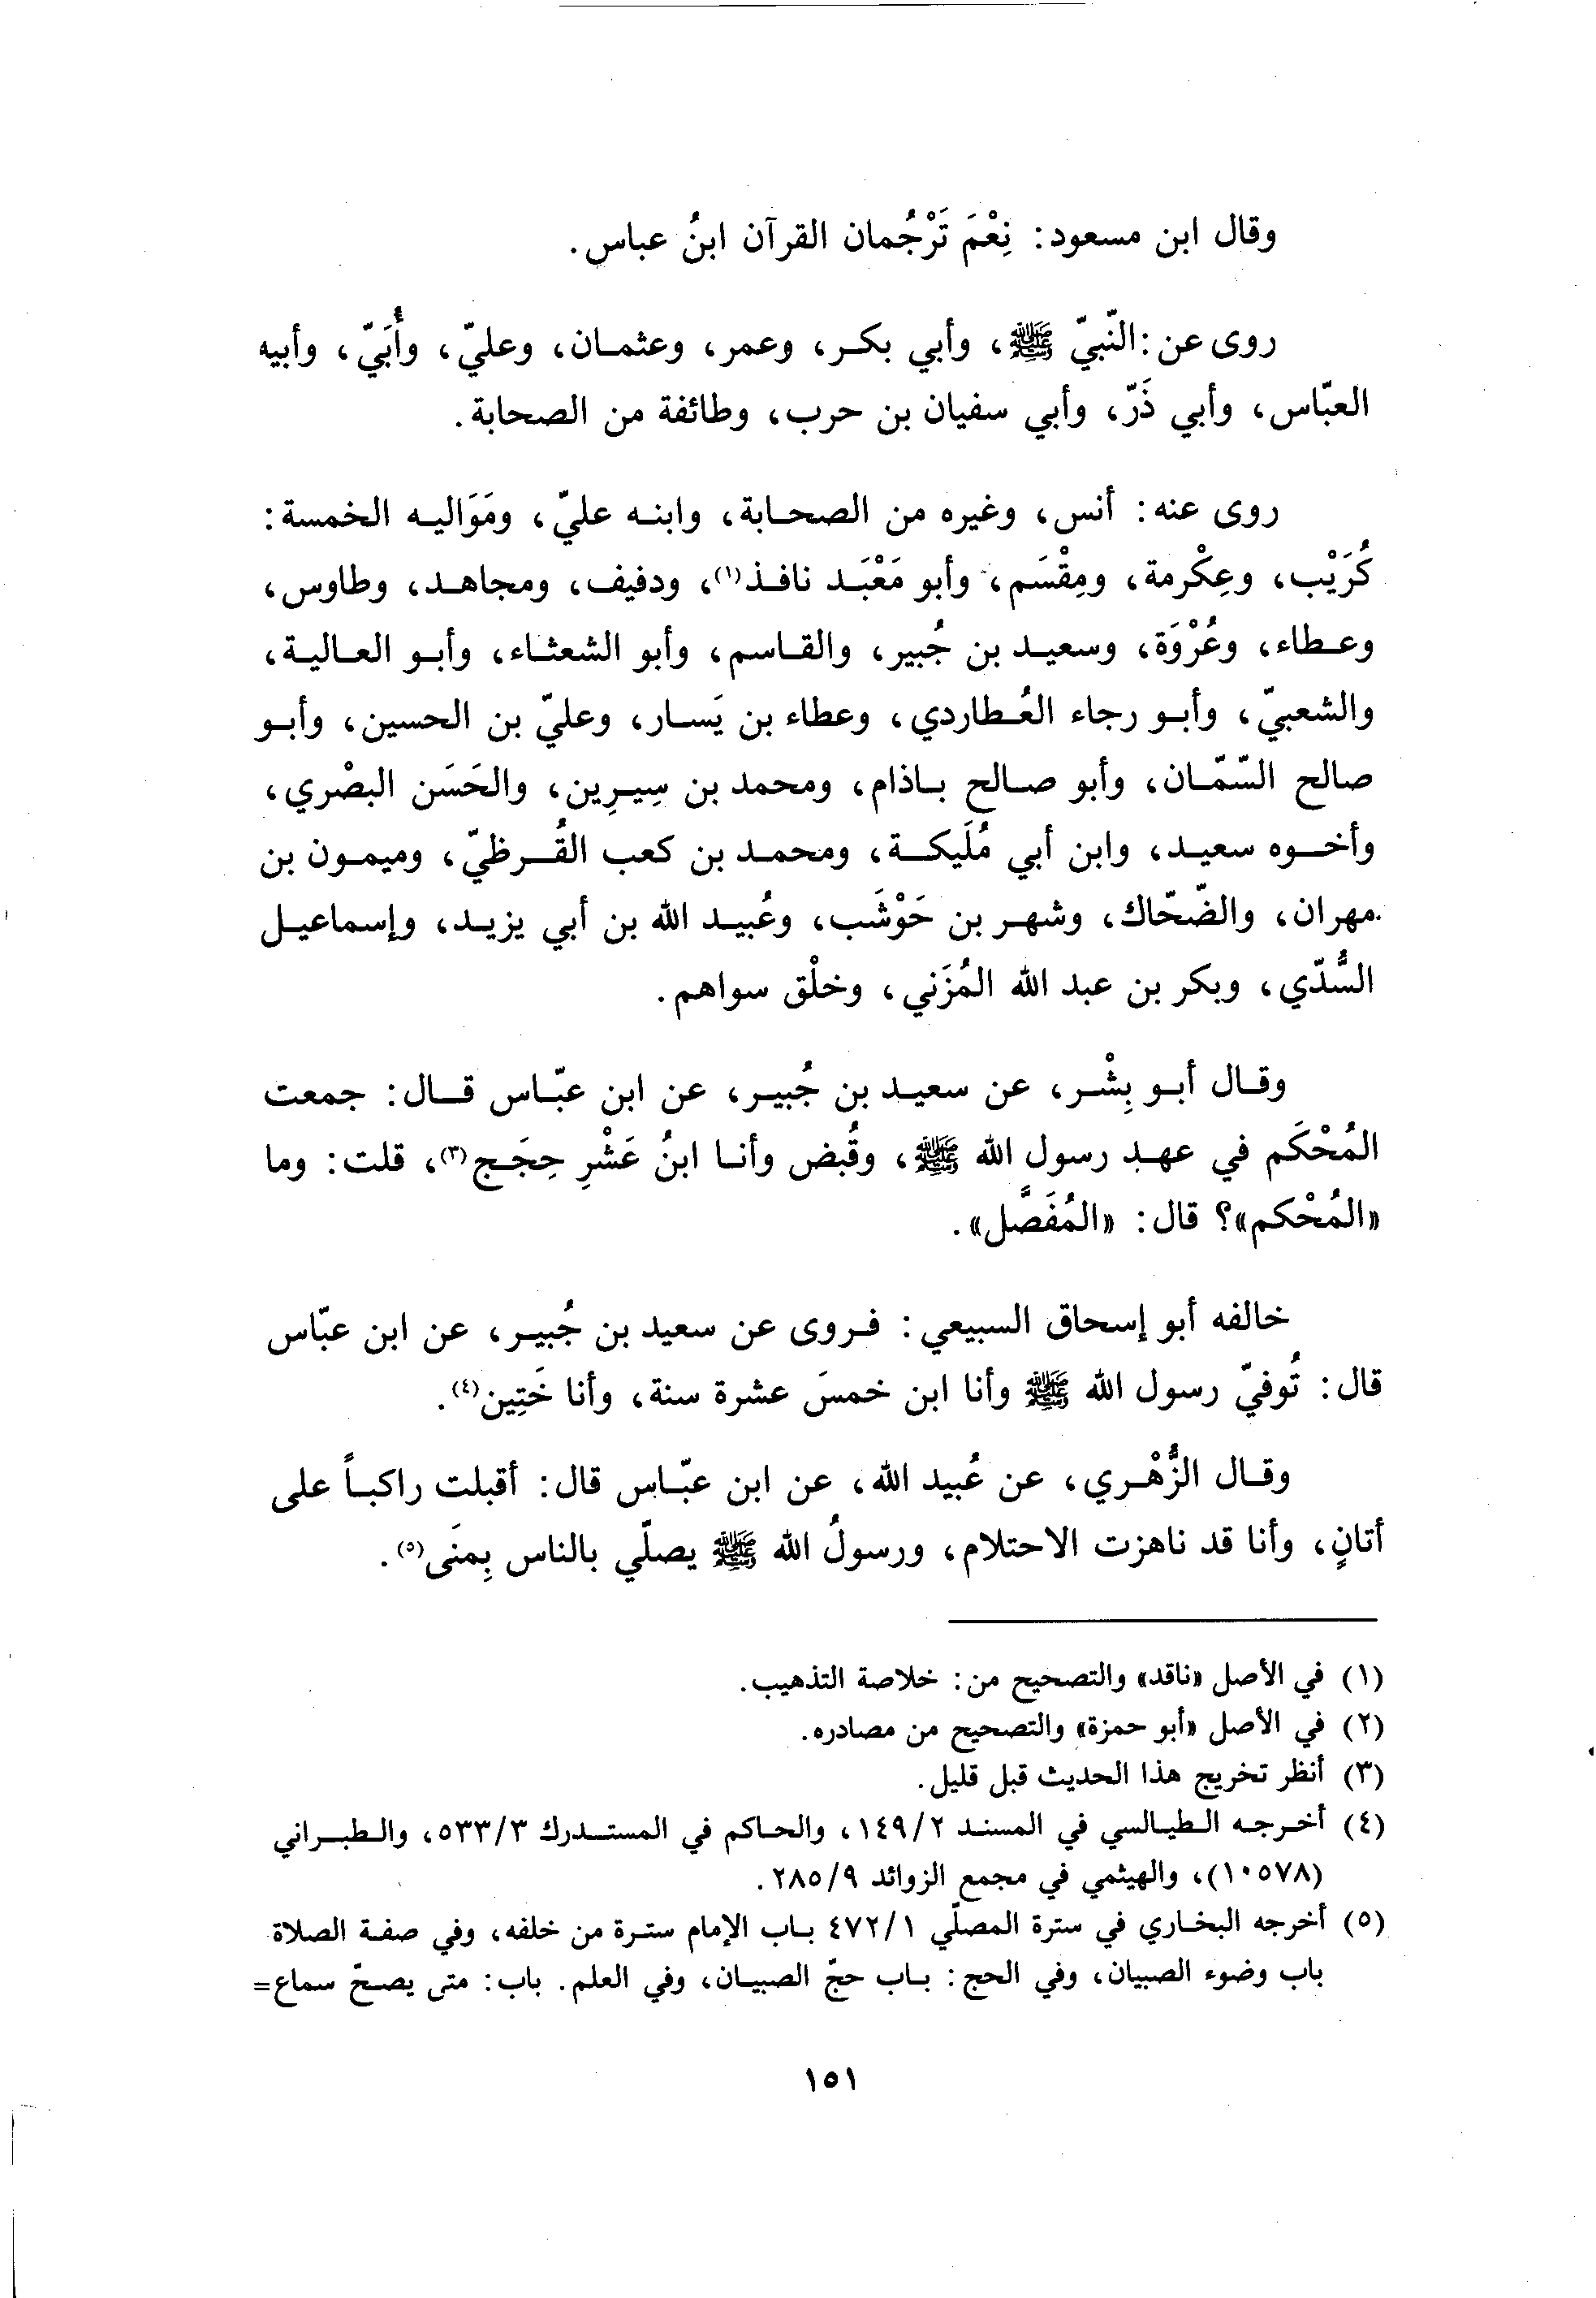 وقال ابن مسعود: نِعْمَ تَرْجُمان القرآن ابنُ عباس.
روى عن: النّبيّ ﷺ، وأبي بكر، وعمر، وعثمان، وعليّ، وأُبَيّ، وأبيه
العبّاس، وأبي ذَرّ، وأبي سفيان بن حرب، وطائفة من الصحابة.
روى عنه: أنس، وغيره من الصحابة، وابنه عليّ، ومَوَاليه الخمسة:
كُرَيْب، وعِكْرمة، ومِقْسَم، وأبو مَعْبَد نافذ(١)، ودفيف، ومجاهد، وطاوس،
وعطاء، وعُرْوَة، وسعيد بن جُبير، والقاسم، وأبو الشعثاء، وأبو العالية،
والشعبيّ، وأبو رجاء العُطاردي، وعطاء بن يَسار، وعليّ بن الحسين، وأبو
صالح السّمّان، وأبو صالح باذام، ومحمد بن سِيرِين، والحَسَن البصْري،
وأخوه سعيد، وابن أبي مُلَيكة، ومحمد بن كعب القُرظيّ، وميمون بن
مهران، والضّحّاك، وشهر بن حَوْشَب، وعُبيد الله بن أبي يزيد، وإسماعيل
السُّدّي، وبكر بن عبد الله المُزَني، وخلْق سواهم.
وقال أبو بِشْر، عن سعيد بن جُبير، عن ابن عبّاس قال: جمعت
المُحْكَم في عهد رسول الله ﷺ، وقُبض وأنا ابنُ عَشْرِ حِجَج(٣)، قلت: وما
«المُحْكم»؟ قال: «المُفَصَّل».
خالفه أبو إسحاق السبيعي: فروى عن سعيد بن جُبير، عن ابن عبّاس
قال: تُوفيّ رسول الله ﷺ وأنا ابن خمسَ عشرة سنة، وأنا خَتِين(٤).
وقال الزُّهْري، عن عُبيد الله، عن ابن عبّاس قال: أقبلت راكباً على
أتانٍ، وأنا قد ناهزت الاحتلام، ورسولُ الله ﷺ يصلّي بالناس بِمنَى(٥).
(١) في الأصل «ناقد» والتصحيح من: خلاصة التذهيب.
(٢) في الأصل «أبو حمزة» والتصحيح من مصادره.
(٣) أنظر تخريج هذا الحديث قبل قليل.
(٤) أخرجه الطيالسي في المسند ١٤٩/٢، والحاكم في المستدرك ٥٣٣/٣، والطبراني
(١٠٥٧٨)، والهيثمي في مجمع الزوائد ٢٨٥/٩.
(٥) أخرجه البخاري في سترة المصلّي ٤٧٢/١ باب الإمام سترة من خلفه، وفي صفة الصلاة
باب وضوء الصبيان، وفي الحج: باب حجّ الصبيان، وفي العلم. باب: متى يصحّ سماع=
١٥١